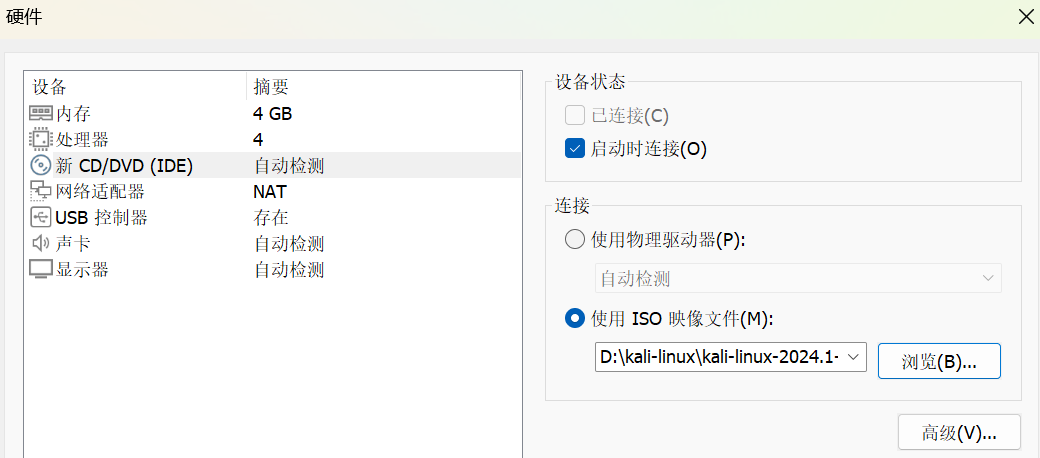 硬件
设备 摘要
内存 4 GB
处理器 4
新 CD/DVD (IDE) 自动检测
网络适配器 NAT
USB 控制器 存在
声卡 自动检测
显示器 自动检测
设备状态
已连接(C)
启动时连接(O)
连接
使用物理驱动器(P):
自动检测
使用 ISO 映像文件(M):
D:\kali-linux\kali-linux-2024.1-
浏览(B)...
高级(V)...